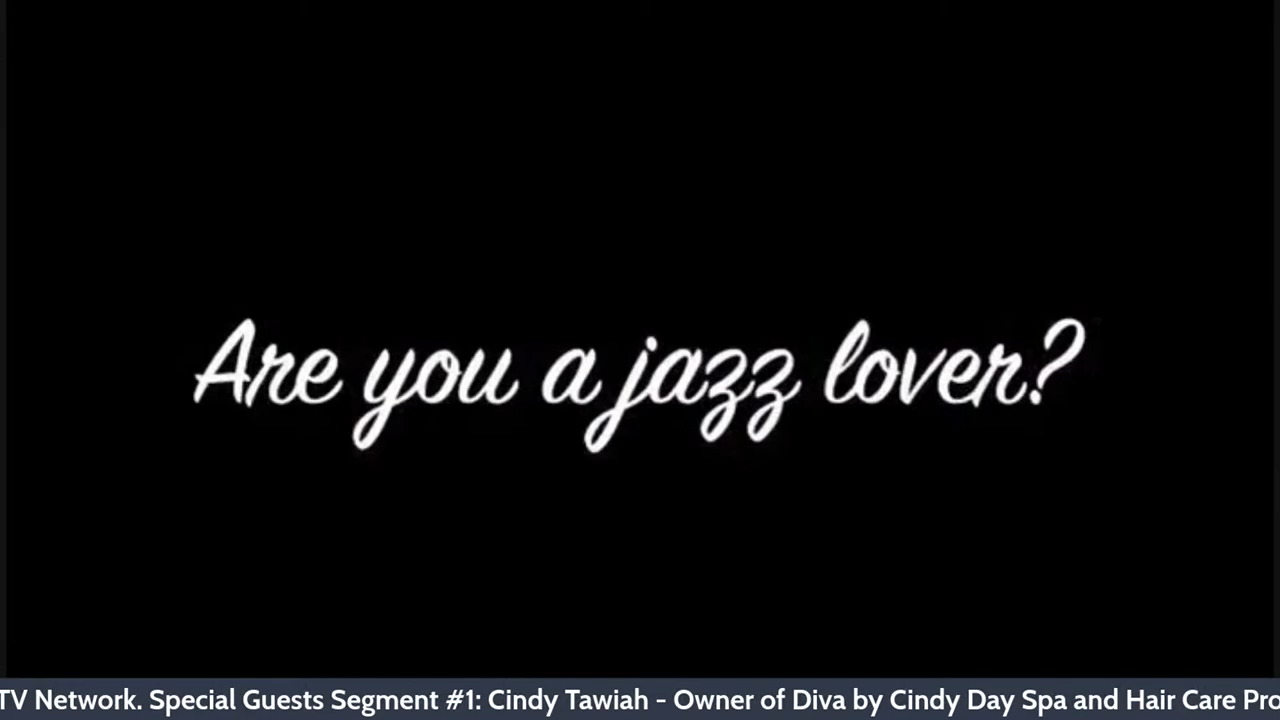 Are you a jazz lover?
TV Network. Special Guests Segment #1: Cindy Tawiah - Owner of Diva by Cindy Day Spa and Hair Care Pro